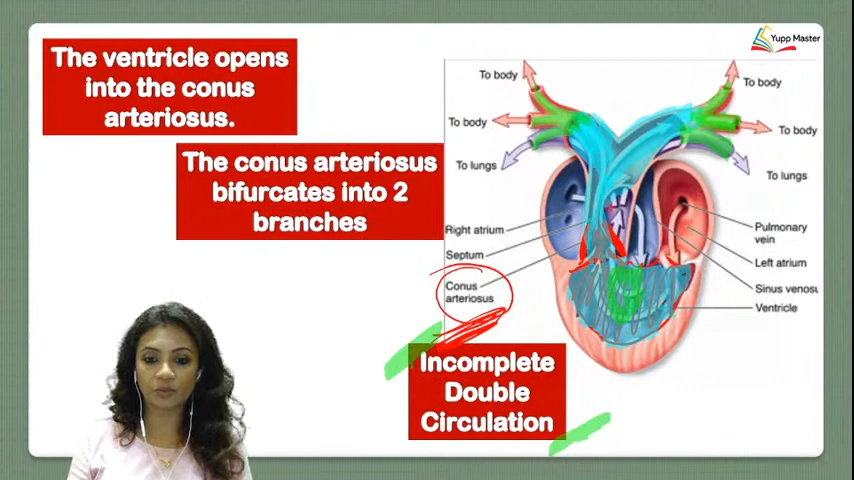 Yupp Master
The ventricle opens
into the conus
arteriosus.
The conus arteriosus
bifurcates into 2
branches
To body
To body
To body
To body
To lungs
To lungs
Right atrium
Septum
Conus
arteriosus
Pulmonary
vein
Left atrium
Sinus venosu
Ventricle
Incomplete
Double
Circulation